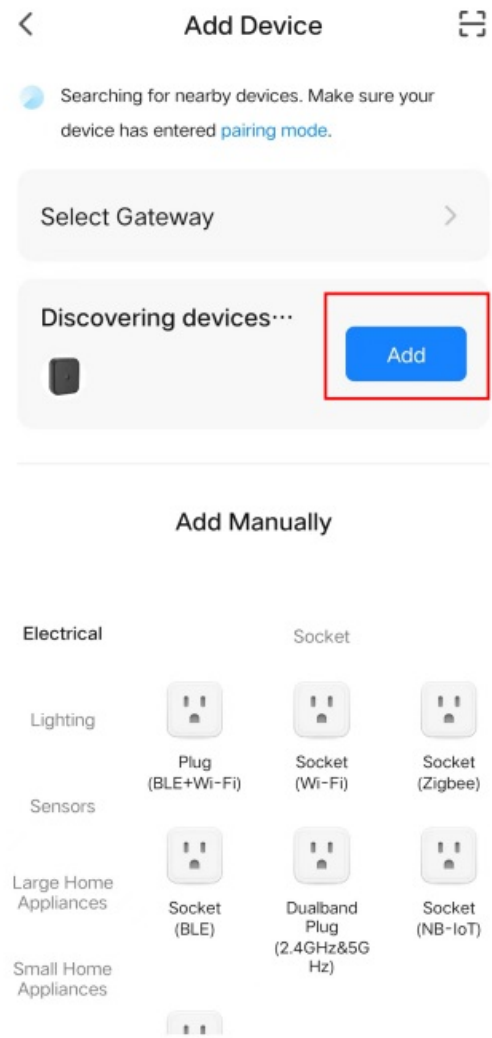 Add Device
Searching for nearby devices. Make sure your
device has entered pairing mode.
Select Gateway
Discovering devices···
Add
Add Manually
Electrical
Socket
Lighting
Plug
(BLE+Wi-Fi)
Socket
(Wi-Fi)
Socket
(Zigbee)
Sensors
Large Home
Appliances
Socket
(BLE)
Dualband
Plug
(2.4GHz&5G
Hz)
Socket
(NB-IoT)
Small Home
Appliances